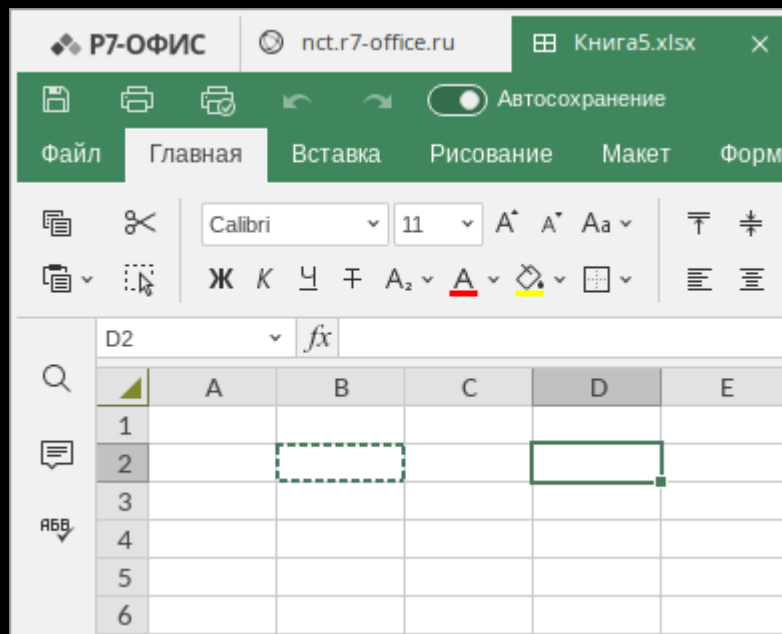 Р7-ОФИС nct.r7-office.ru Книга5.xlsx
Автосохранение
Файл Главная Вставка Рисование Макет Форм
Calibri 11 A A Aa
Ж К Ч Т A₂ А
D2 fx
A B C D E
1
2
АБВ
3
4
5
6